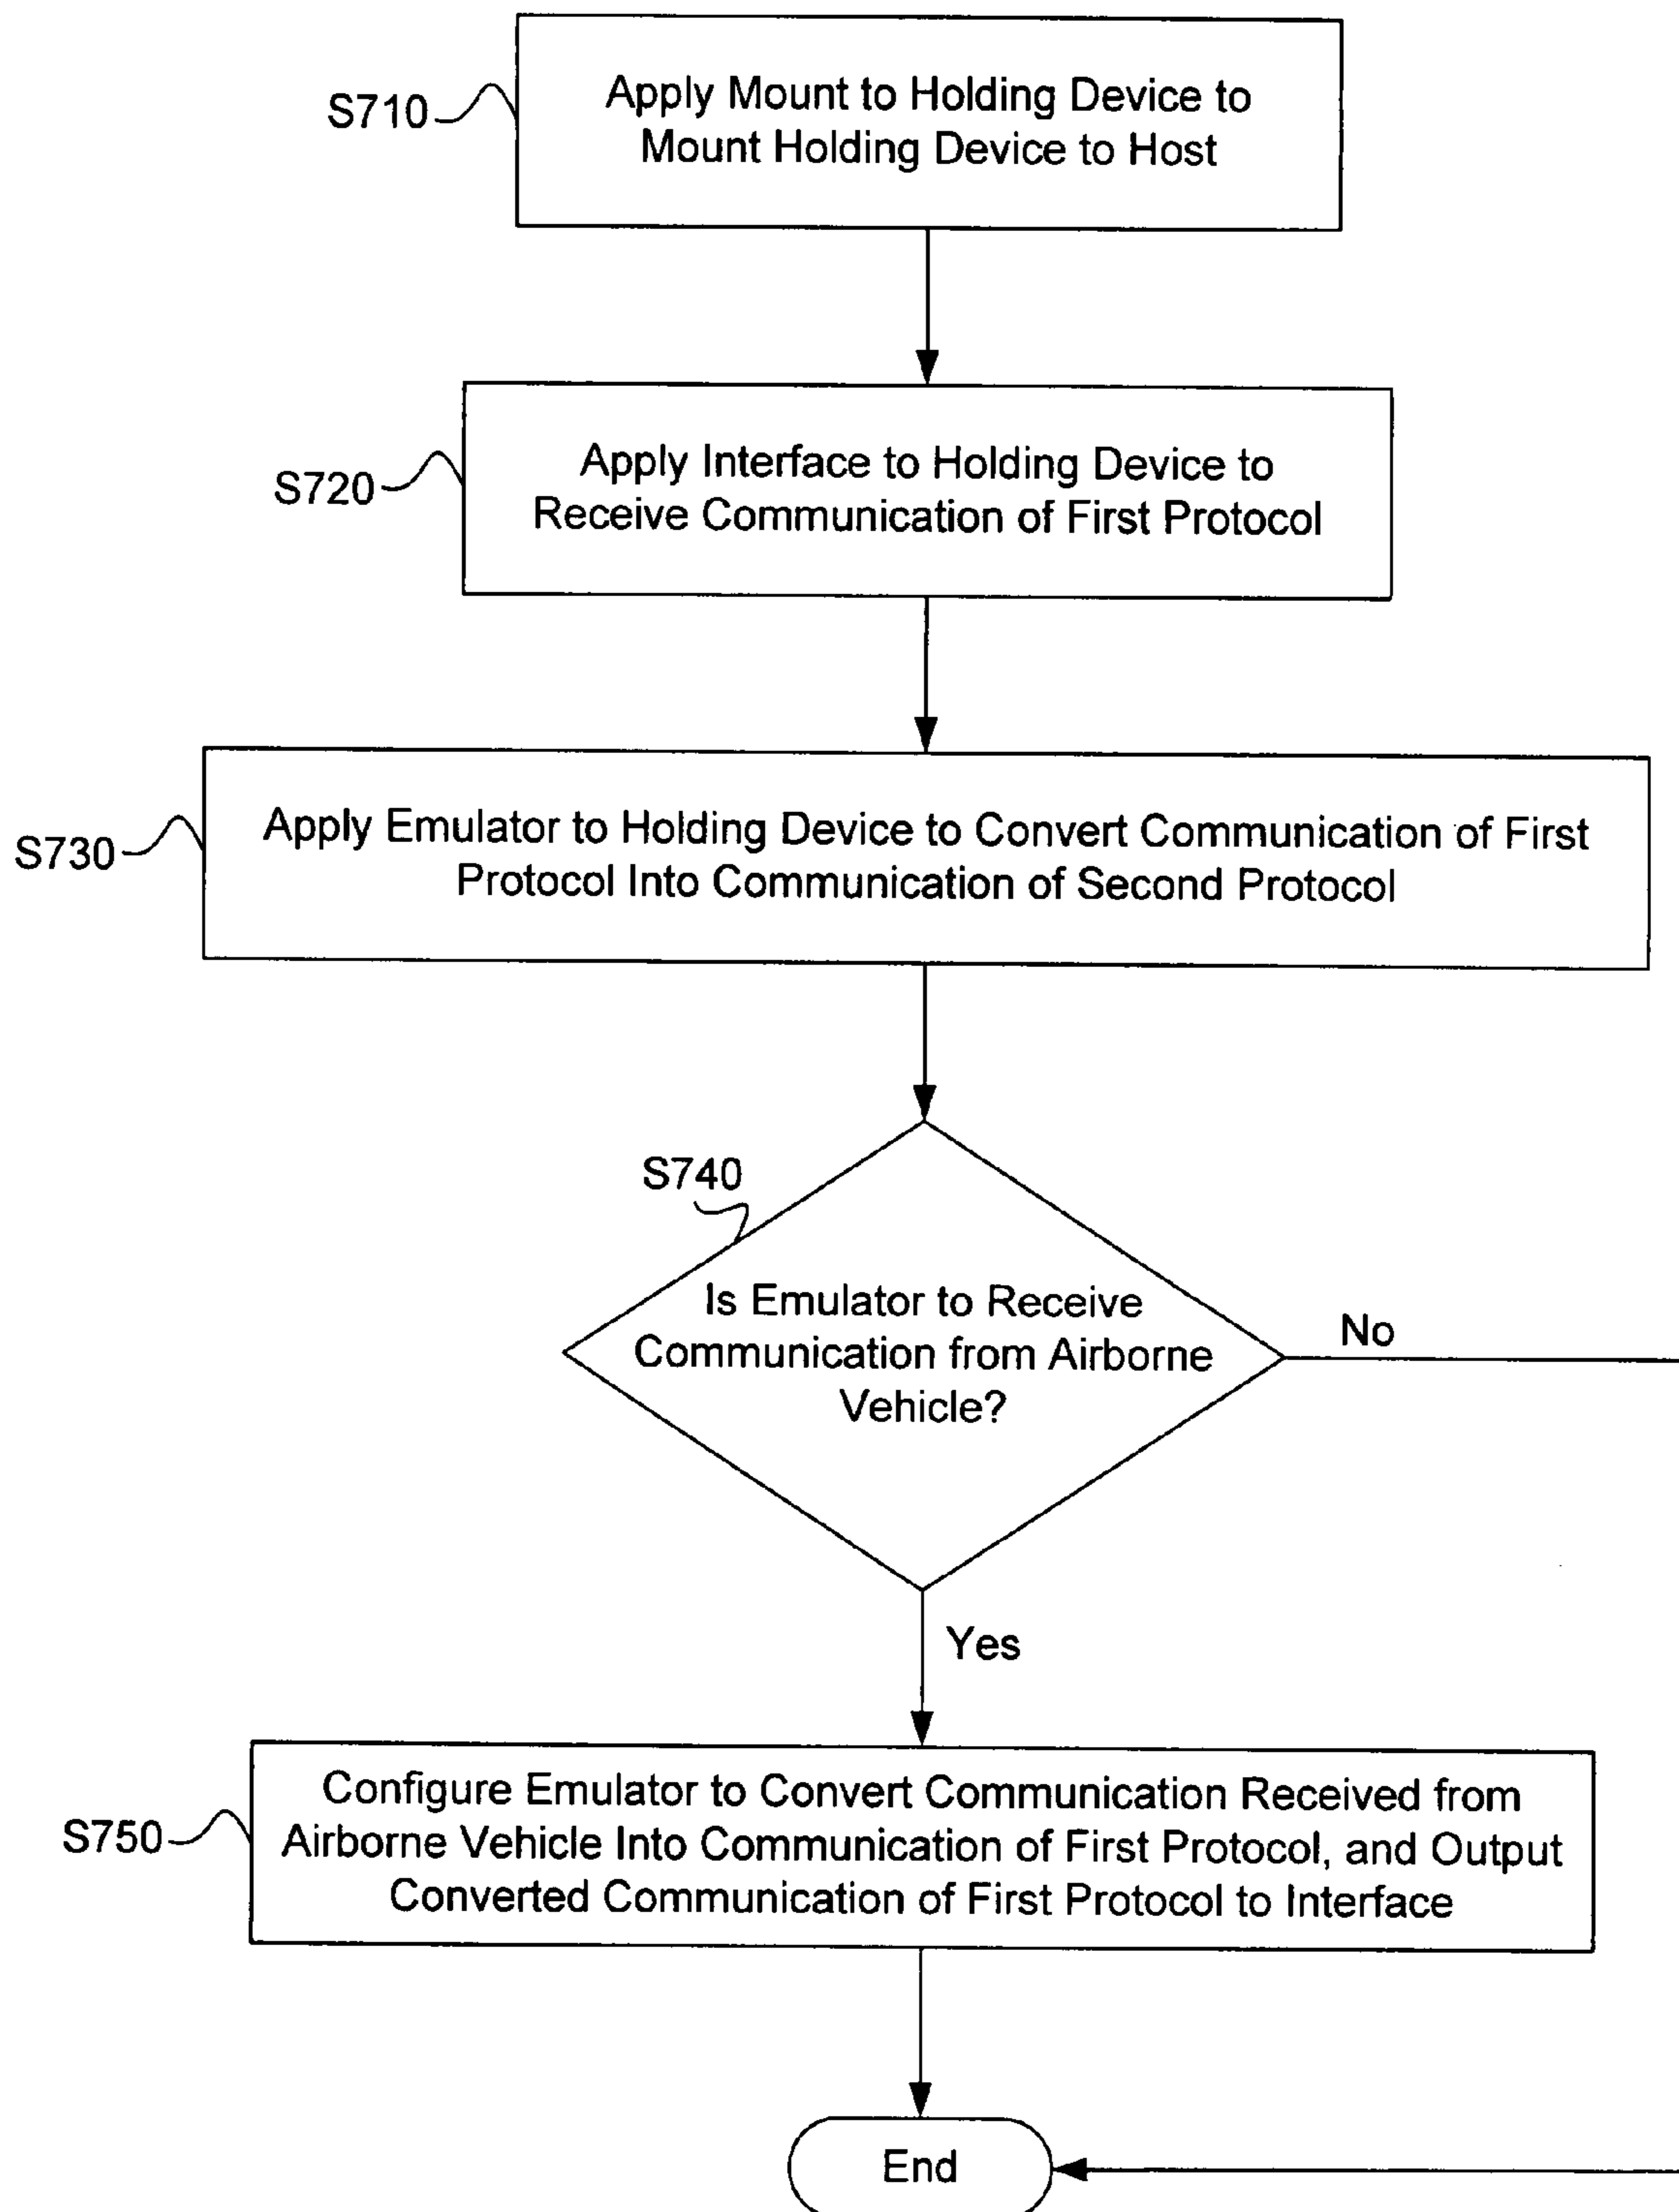 S710
Apply Mount to Holding Device to
Mount Holding Device to Host
S720
Apply Interface to Holding Device to
Receive Communication of First Protocol
S730
Apply Emulator to Holding Device to Convert Communication of First
Protocol Into Communication of Second Protocol
S740
Is Emulator to Receive
Communication from Airborne
Vehicle?
No
Yes
S750
Configure Emulator to Convert Communication Received from
Airborne Vehicle Into Communication of First Protocol, and Output
Converted Communication of First Protocol to Interface
End